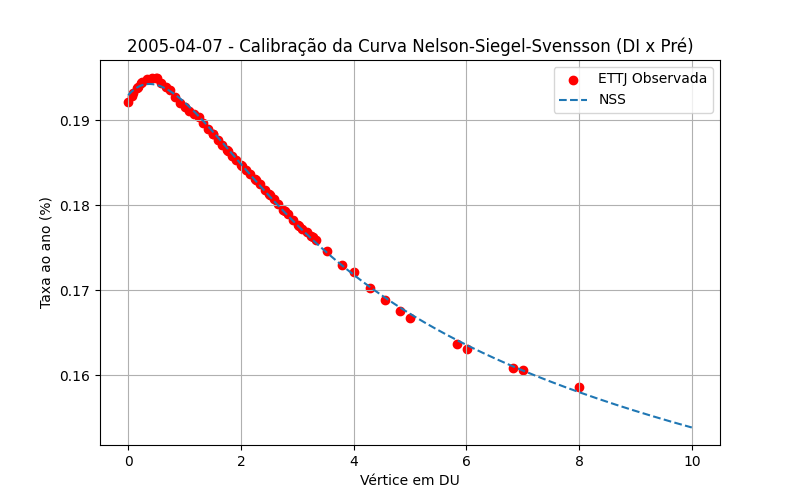 2005-04-07 - Calibração da Curva Nelson-Siegel-Svensson (DI x Pré)
ETTJ Observada
NSS
Taxa ao ano (%)
0.19
0.18
0.17
0.16
0 2 4 6 8 10
Vértice em DU